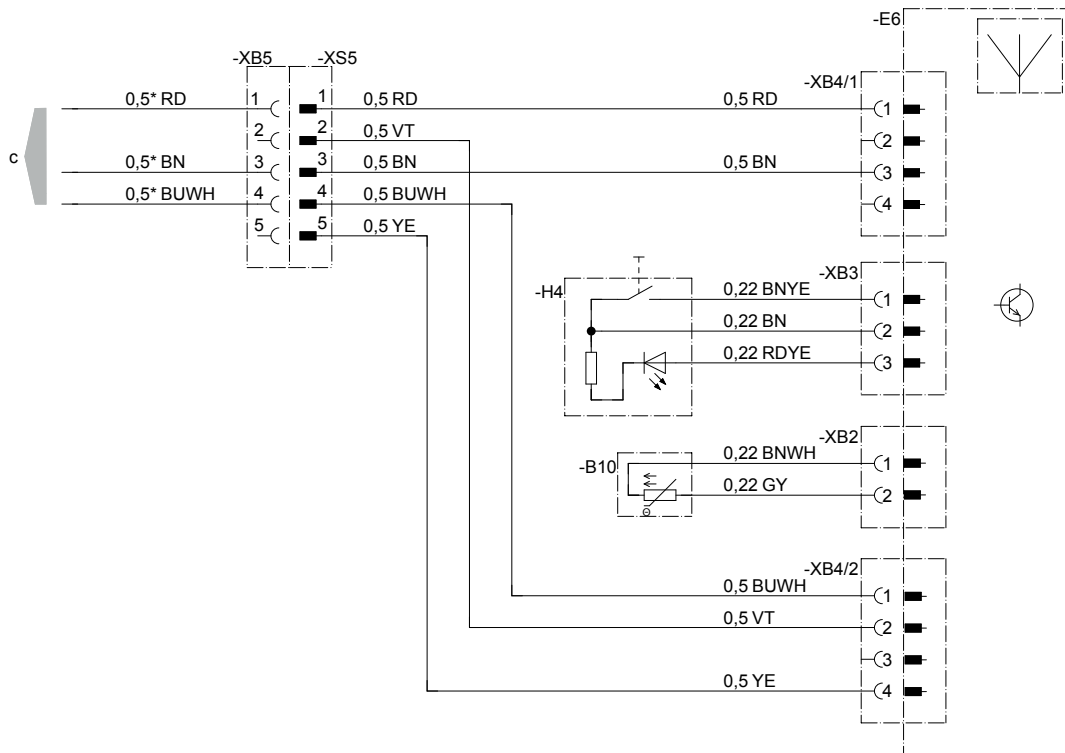 -E6
-XB5 -XS5
-XB4/1
0,5* RD 1 1 0,5 RD 0,5 RD 1
2 2 0,5 VT 2
c 0,5* BN 3 3 0,5 BN 0,5 BN 3
0,5* BUWH 4 4 0,5 BUWH 4
5 5 0,5 YE
-XB3
-H4 0,22 BNYE 1
0,22 BN 2
0,22 RDYE 3
-XB2
-B10 0,22 BNWH 1
0,22 GY 2
-XB4/2
0,5 BUWH 1
0,5 VT 2
3
0,5 YE 4